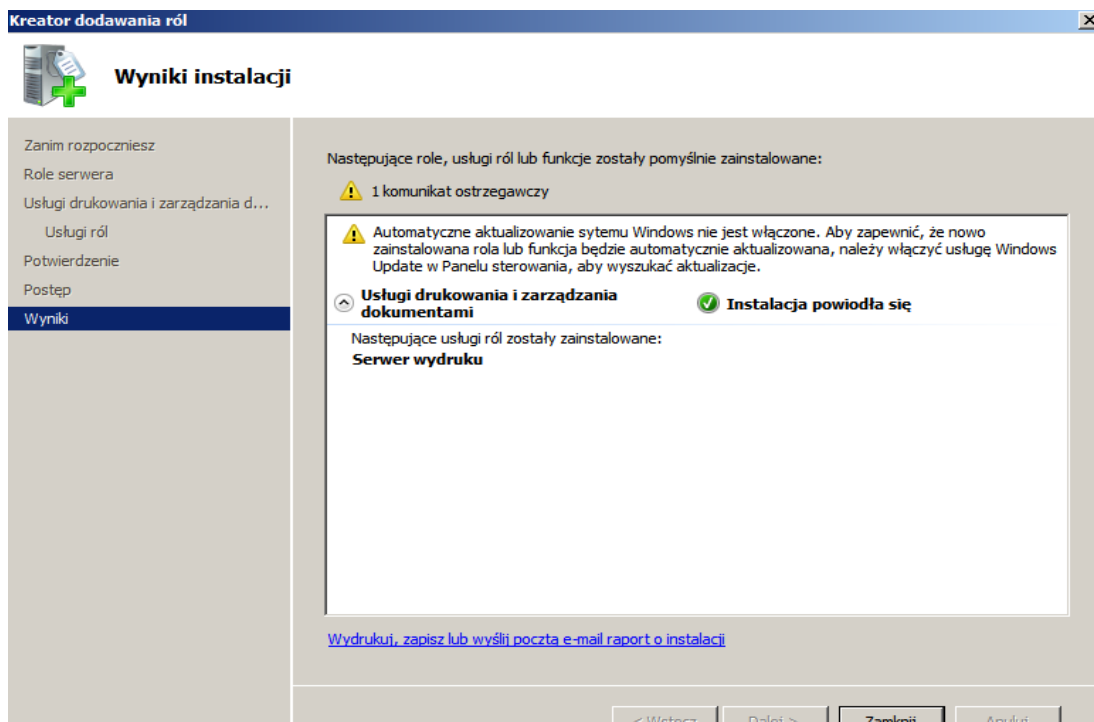 Kreator dodawania ról
Wyniki instalacji
Zanim rozpoczniesz
Role serwera
Usługi drukowania i zarządzania d...
Usługi ról
Potwierdzenie
Postęp
Wyniki
Następujące role, usługi ról lub funkcje zostały pomyślnie zainstalowane:
1 komunikat ostrzegawczy
Automatyczne aktualizowanie sytemu Windows nie jest włączone. Aby zapewnić, że nowo
zainstalowana rola lub funkcja będzie automatycznie aktualizowana, należy włączyć usługę Windows
Update w Panelu sterowania, aby wyszukać aktualizacje.
Usługi drukowania i zarządzania
dokumentami
Instalacja powiodła się
Następujące usługi ról zostały zainstalowane:
Serwer wydruku
Wydrukuj, zapisz lub wyślij pocztą e-mail raport o instalacji
< Wstecz
Dalej >
Zamknij
Anuluj